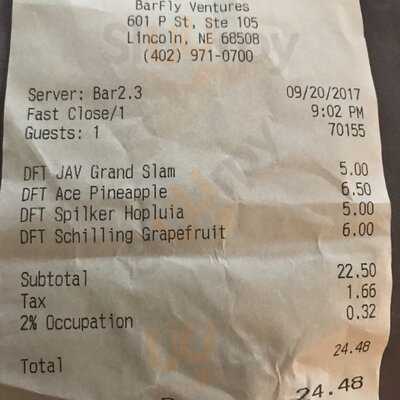 BarFly Ventures
601 P St, Ste 105
Lincoln, NE 68508
(402) 971-0700
Server: Bar2.3 09/20/2017
Fast Close/1 9:02 PM
Guests: 1 70155
DFT JAV Grand Slam 5.00
DFT Ace Pineapple 6.50
DFT Spilker Hopluia 5.00
DFT Schilling Grapefruit 6.00
Subtotal 22.50
Tax 1.66
2% Occupation 0.32
Total 24.48
24.48